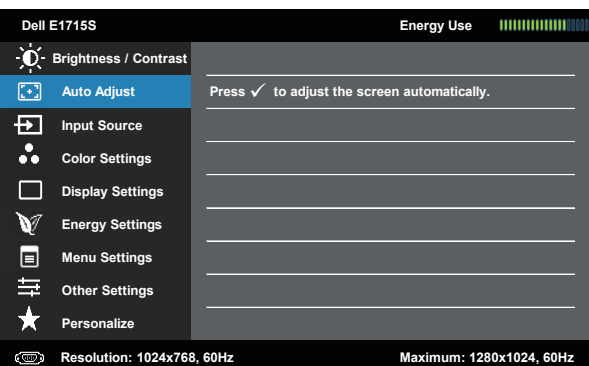 Dell E1715S Energy Use
Brightness / Contrast
Auto Adjust Press ✓ to adjust the screen automatically.
Input Source
Color Settings
Display Settings
Energy Settings
Menu Settings
Other Settings
Personalize
Resolution: 1024x768, 60Hz Maximum: 1280x1024, 60Hz